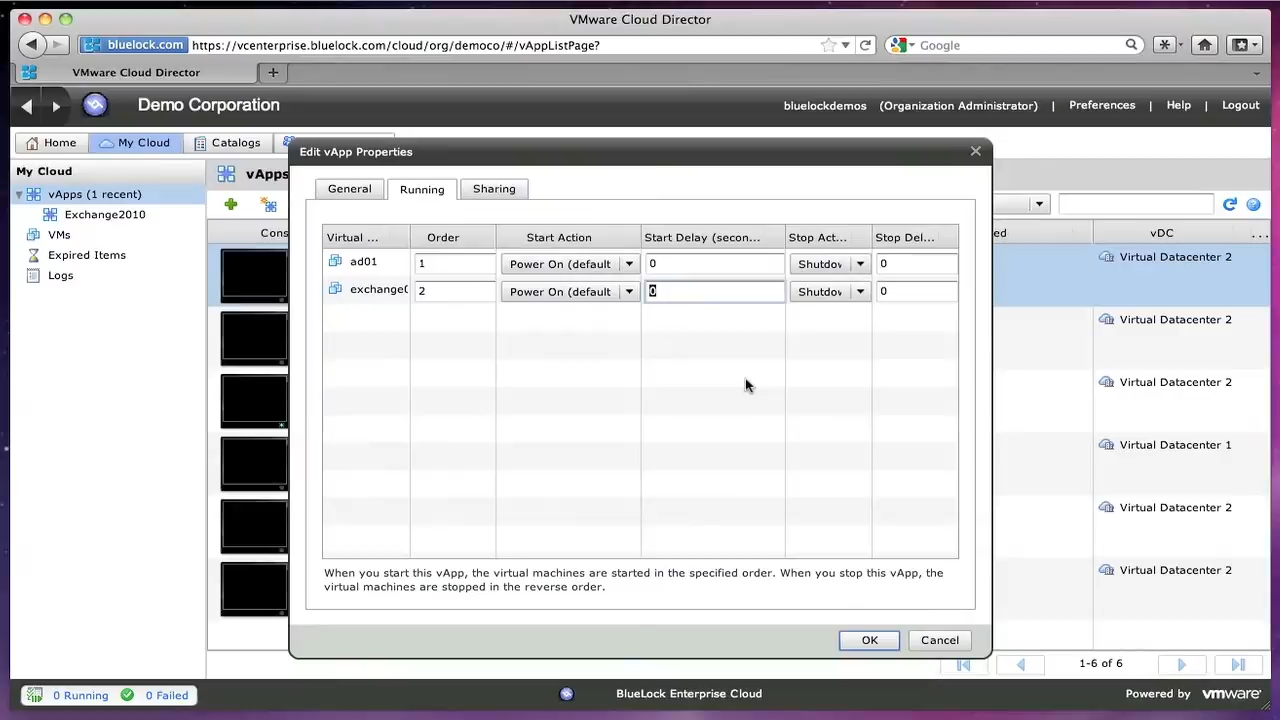 VMware Cloud Director
bluelock.com https://vcenterprise.bluelock.com/cloud/org/democo/#/vAppListPage? Google
VMware Cloud Director
Demo Corporation bluelockdemos (Organization Administrator) | Preferences | Help | Logout
Home My Cloud Catalogs
My Cloud
vApps (1 recent)
Exchange2010
VMs
Expired Items
Logs
vApps
Cons
Edit vApp Properties
General Running Sharing
Virtual ... Order Start Action Start Delay (secon... Stop Act... Stop Del...
ad01 1 Power On (default 0 Shutdov 0
exchange( 2 Power On (default 0 Shutdov 0
When you start this vApp, the virtual machines are started in the specified order. When you stop this vApp, the
virtual machines are stopped in the reverse order.
OK Cancel
ed vDC ...
Virtual Datacenter 2
Virtual Datacenter 2
Virtual Datacenter 2
Virtual Datacenter 1
Virtual Datacenter 2
Virtual Datacenter 2
1-6 of 6
0 Running 0 Failed BlueLock Enterprise Cloud Powered by vmware